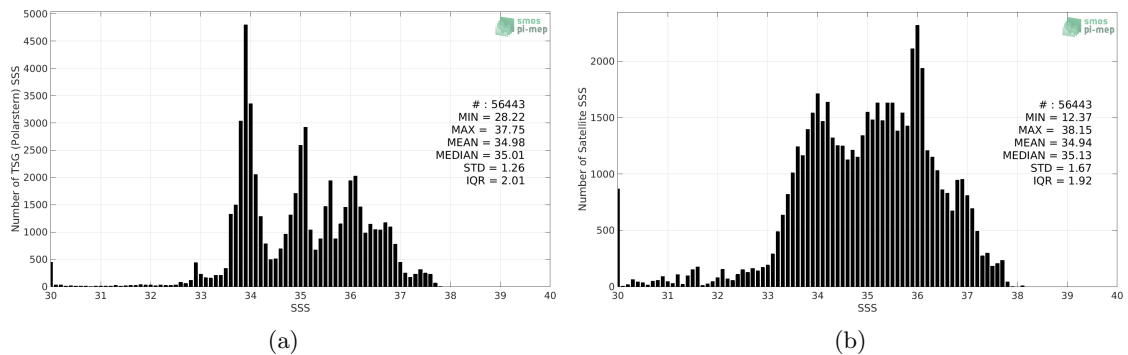 5000
4500
4000
3500
3000
2500
2000
1500
1000
500
0
Number of TSG (Polarstern) SSS
smos
pi-mep
# : 56443
MIN = 28.22
MAX = 37.75
MEAN = 34.98
MEDIAN = 35.01
STD = 1.26
IQR = 2.01
30 31 32 33 34 35 36 37 38 39 40
SSS
(a)
2000
1500
1000
500
0
Number of Satellite SSS
smos
pi-mep
# : 56443
MIN = 12.37
MAX = 38.15
MEAN = 34.94
MEDIAN = 35.13
STD = 1.67
IQR = 1.92
30 31 32 33 34 35 36 37 38 39 40
SSS
(b)